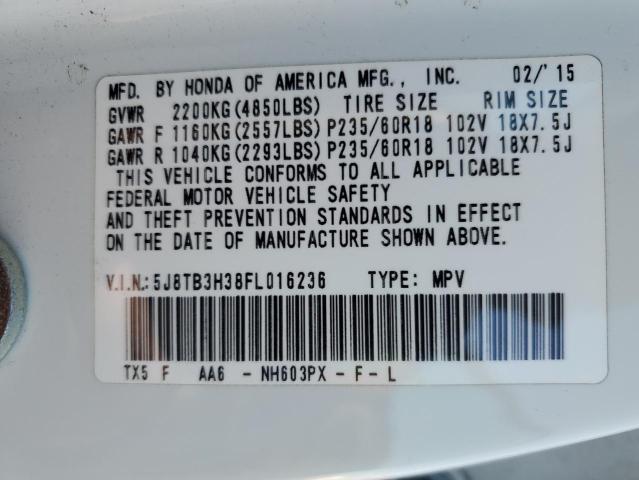 MFD. BY HONDA OF AMERICA MFG., INC. 02/'15
GVWR 2200KG(4850LBS) TIRE SIZE RIM SIZE
GAWR F 1160KG(2557LBS) P235/60R18 102V 18X7.5J
GAWR R 1040KG(2293LBS) P235/60R18 102V 18X7.5J
THIS VEHICLE CONFORMS TO ALL APPLICABLE
FEDERAL MOTOR VEHICLE SAFETY
AND THEFT PREVENTION STANDARDS IN EFFECT
ON THE DATE OF MANUFACTURE SHOWN ABOVE.
V.I.N.: 5J8TB3H38FL016236 TYPE: MPV
TX5 F AA6 - NH603PX - F - L